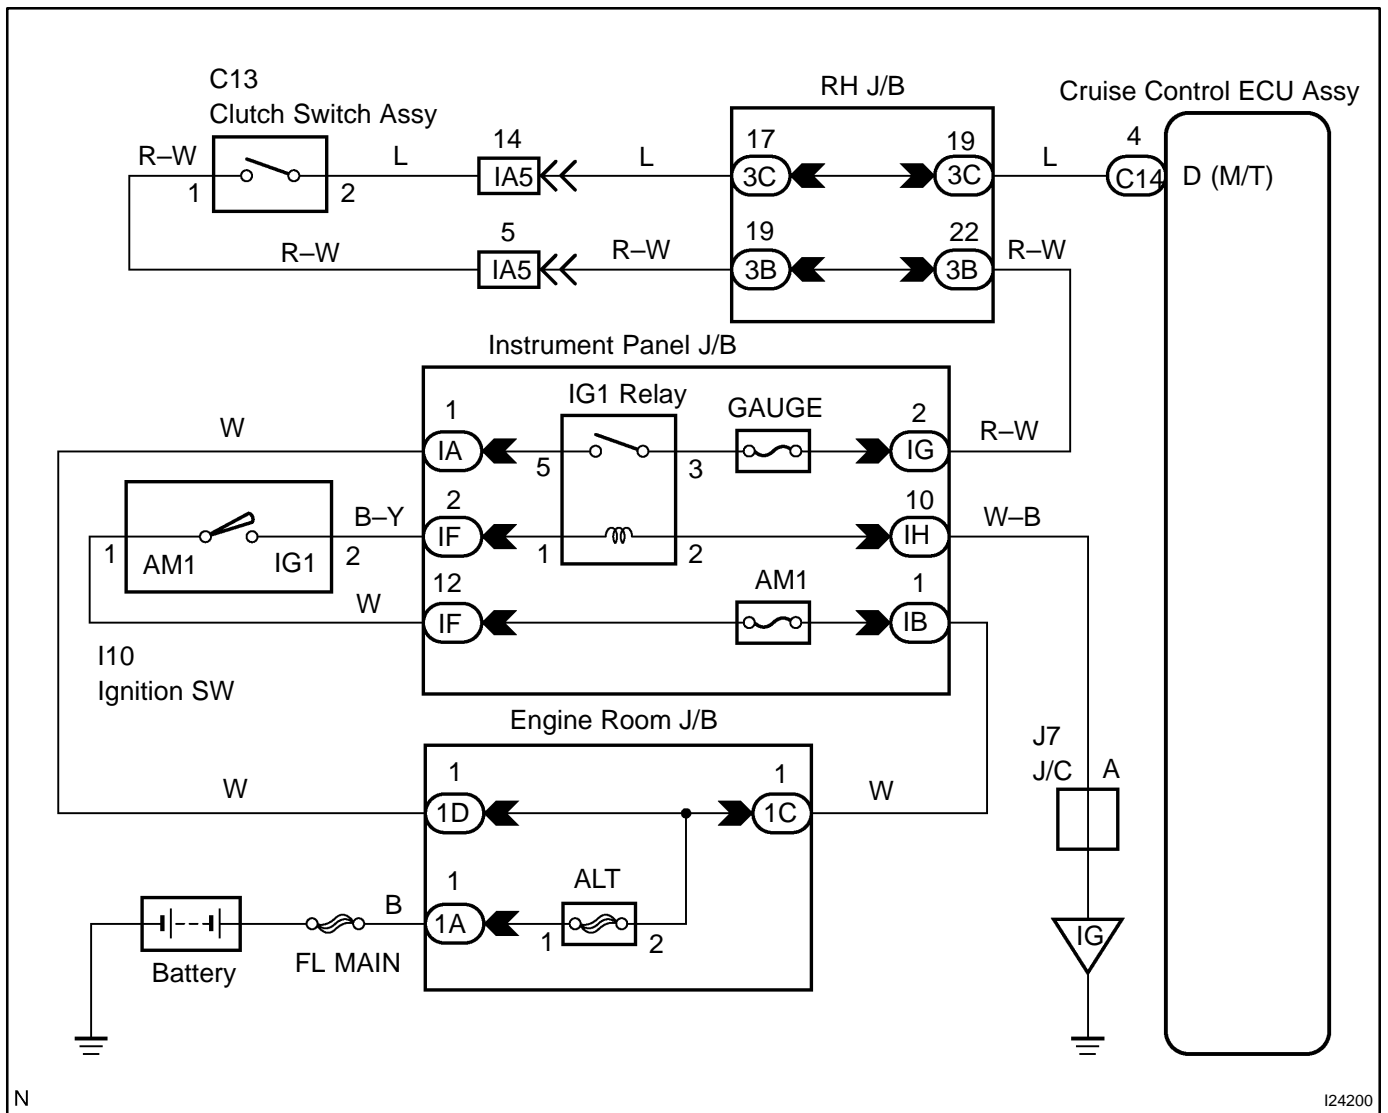 C13
Clutch Switch Assy
RH J/B
Cruise Control ECU Assy
R–W
1
2
L
14
IA5
L
17
3C
19
3C
L
4
C14
D (M/T)
R–W
5
IA5
R–W
19
3B
22
3B
R–W
Instrument Panel J/B
W
1
IA
IG1 Relay
5
3
GAUGE
2
IG
R–W
1
AM1
IG1
2
B–Y
2
IF
1
2
10
IH
W–B
W
12
IF
AM1
1
IB
I10
Ignition SW
Engine Room J/B
W
1
1D
1
1C
W
J7
J/C
A
Battery
FL MAIN
B
1
1A
ALT
1
2
IG
N
I24200